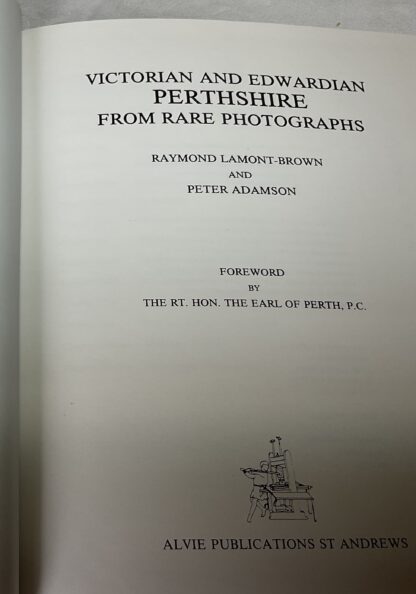 VICTORIAN AND EDWARDIAN
PERTHSHIRE
FROM RARE PHOTOGRAPHS
RAYMOND LAMONT-BROWN
AND
PETER ADAMSON
FOREWORD
BY
THE RT. HON. THE EARL OF PERTH, P.C.
ALVIE PUBLICATIONS ST ANDREWS